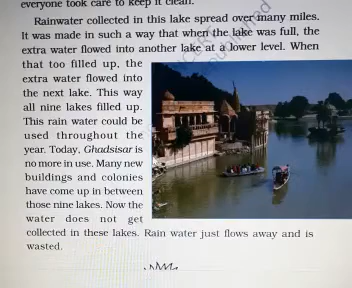 everyone took care to keep it clean.
Rainwater collected in this lake spread over many miles.
It was made in such a way that when the lake was full, the
extra water flowed into another lake at a lower level. When
that too filled up, the
extra water flowed into
the next lake. This way
all nine lakes filled up.
This rain water could be
used throughout the
year. Today, Ghadsisar is
no more in use. Many new
buildings and colonies
have come up in between
those nine lakes. Now the
water does not get
collected in these lakes. Rain water just flows away and is
wasted.